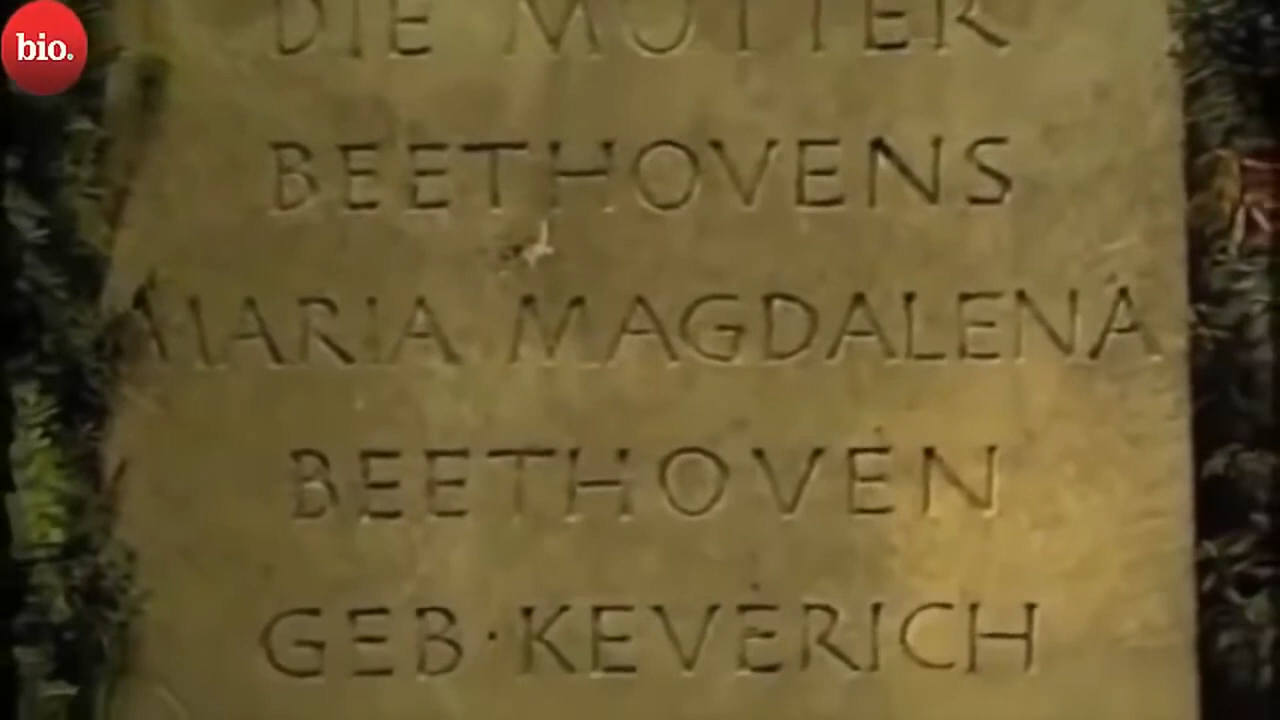 bio.
DIE MUTTER
BEETHOVENS
MARIA MAGDALENA
BEETHOVEN
GEB·KEVERICH